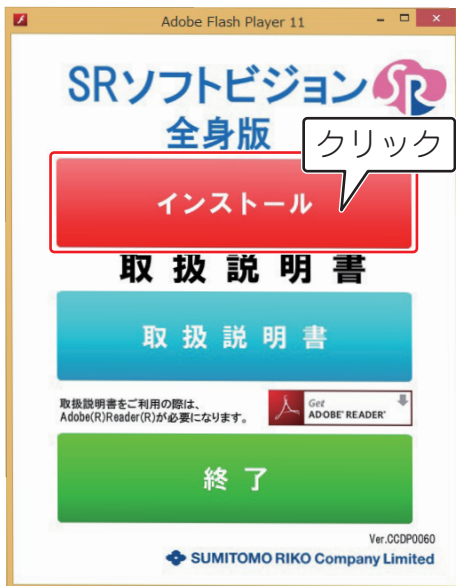 Adobe Flash Player 11
SRソフトビジョン
SR
全身版
クリック
インストール
取扱説明書
取扱説明書
取扱説明書をご利用の際は、
Adobe(R)Reader(R)が必要になります。
Get
ADOBE® READER®
終了
Ver.CCDP0060
SUMITOMO RIKO Company Limited